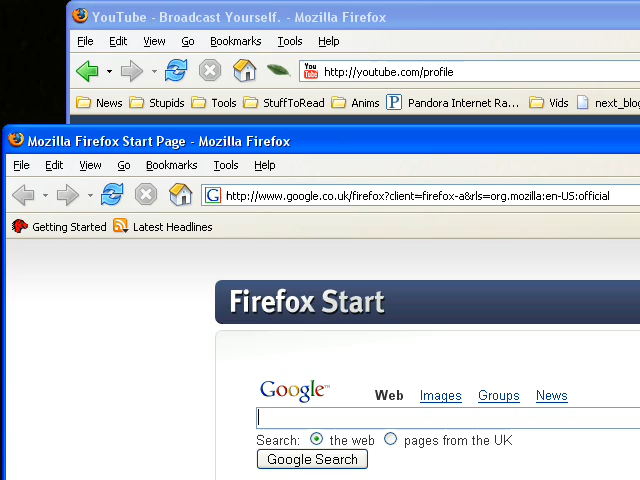 YouTube - Broadcast Yourself. - Mozilla Firefox
File Edit View Go Bookmarks Tools Help
You Tube http://youtube.com/profile
News Stupids Tools StuffToRead Anims P Pandora Internet Ra... Vids next_blog
Mozilla Firefox Start Page - Mozilla Firefox
File Edit View Go Bookmarks Tools Help
G http://www.google.co.uk/firefox?client=firefox-a&rls=org.mozilla:en-US:official
Getting Started Latest Headlines
Firefox Start
Google™ Web Images Groups News
Search: the web pages from the UK
Google Search